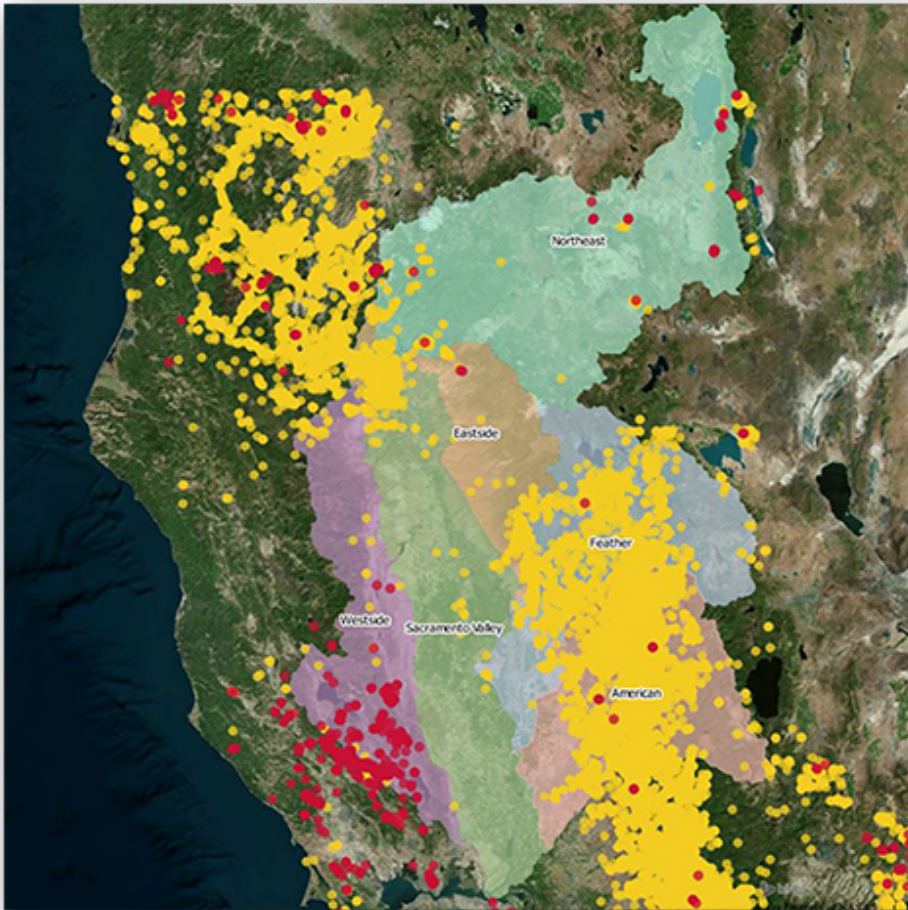 Northeast
Eastside
Feather
Westside
Sacramento Valley
American